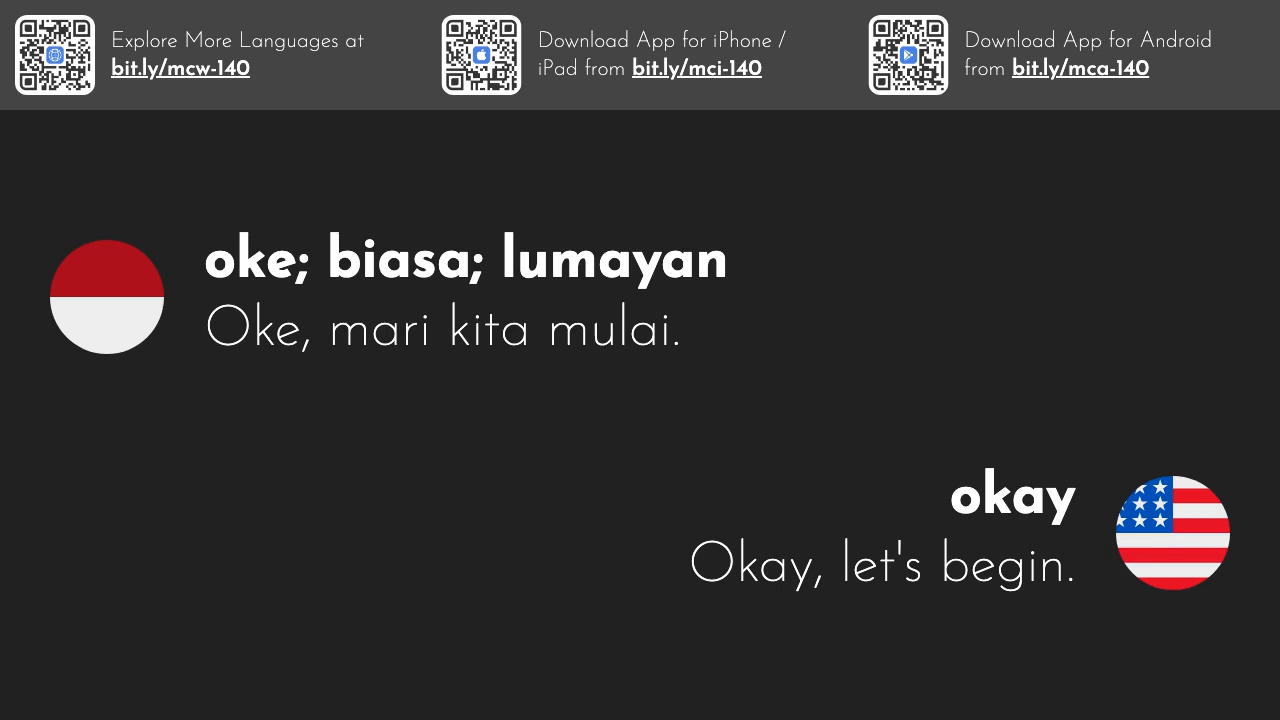 Explore More Languages at
bit.ly/mcw-140
Download App for iPhone /
iPad from bit.ly/mci-140
Download App for Android
from bit.ly/mca-140
oke; biasa; lumayan
Oke, mari kita mulai.
okay
Okay, let's begin.